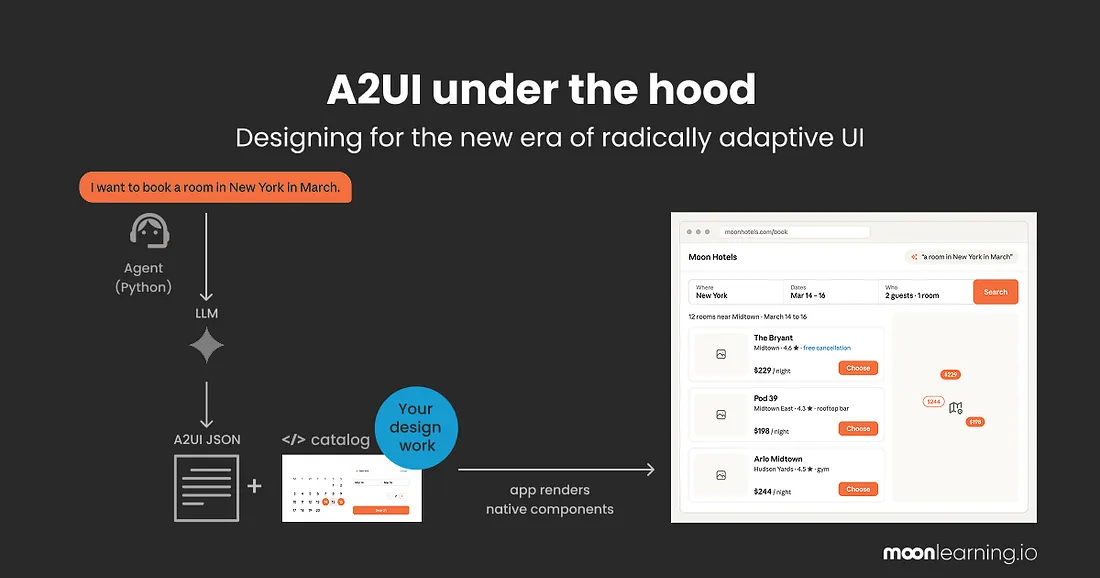 A2UI under the hood
Designing for the new era of radically adaptive UI
I want to book a room in New York in March.
Agent
(Python)
LLM
A2UI JSON
+
</> catalog
Your
design
work
Search
app renders
native components
moonhotels.com/book
Moon Hotels
"a room in New York in March"
Where
New York
Dates
Mar 14 – 16
Who
2 guests · 1 room
Search
12 rooms near Midtown · March 14 to 16
The Bryant
Midtown · 4.6 ★ · free cancellation
$229 / night
Choose
Pod 39
Midtown East · 4.3 ★ · rooftop bar
$198 / night
Choose
Arlo Midtown
Hudson Yards · 4.5 ★ · gym
$244 / night
Choose
$229
$244
$198
moonlearning.io